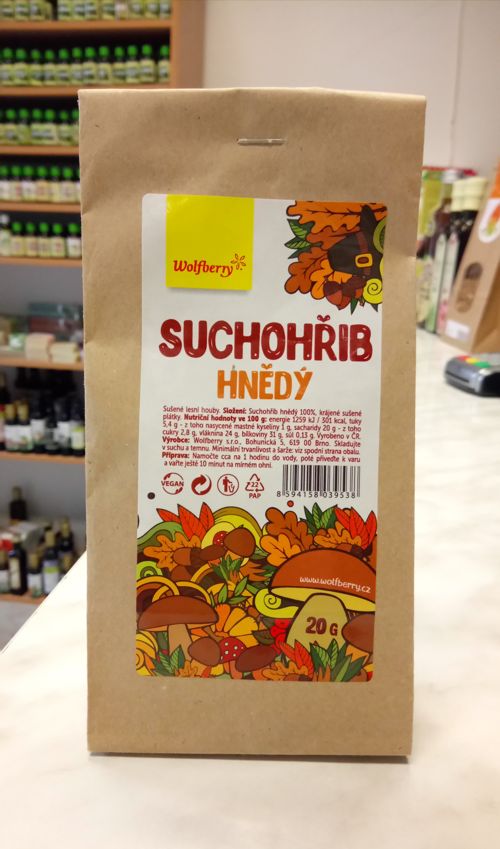 Wolfberry
SUCHOHŘIB
HNĚDÝ
Sušené lesní houby. Složení: Suchohřib hnědý 100%, krájené sušené
plátky. Nutriční hodnoty ve 100 g: energie 1259 kJ / 301 kcal, tuky
5,4 g - z toho nasycené mastné kyseliny 1 g, sacharidy 20 g - z toho
cukry 2,8 g, vláknina 24 g, bílkoviny 31 g, sůl 0,13 g. Vyrobeno v ČR.
Výrobce: Wolfberry s.r.o., Bohunická 5, 619 00 Brno. Skladujte
v suchu a temnu. Minimální trvanlivost a šarže: viz spodní strana obalu.
Příprava: Namočte cca na 1 hodinu do vody, poté přiveďte k varu
a vařte ještě 10 minut na mírném ohni.
VEGAN
22
PAP
8 594158 039538
www.wolfberry.cz
20 G